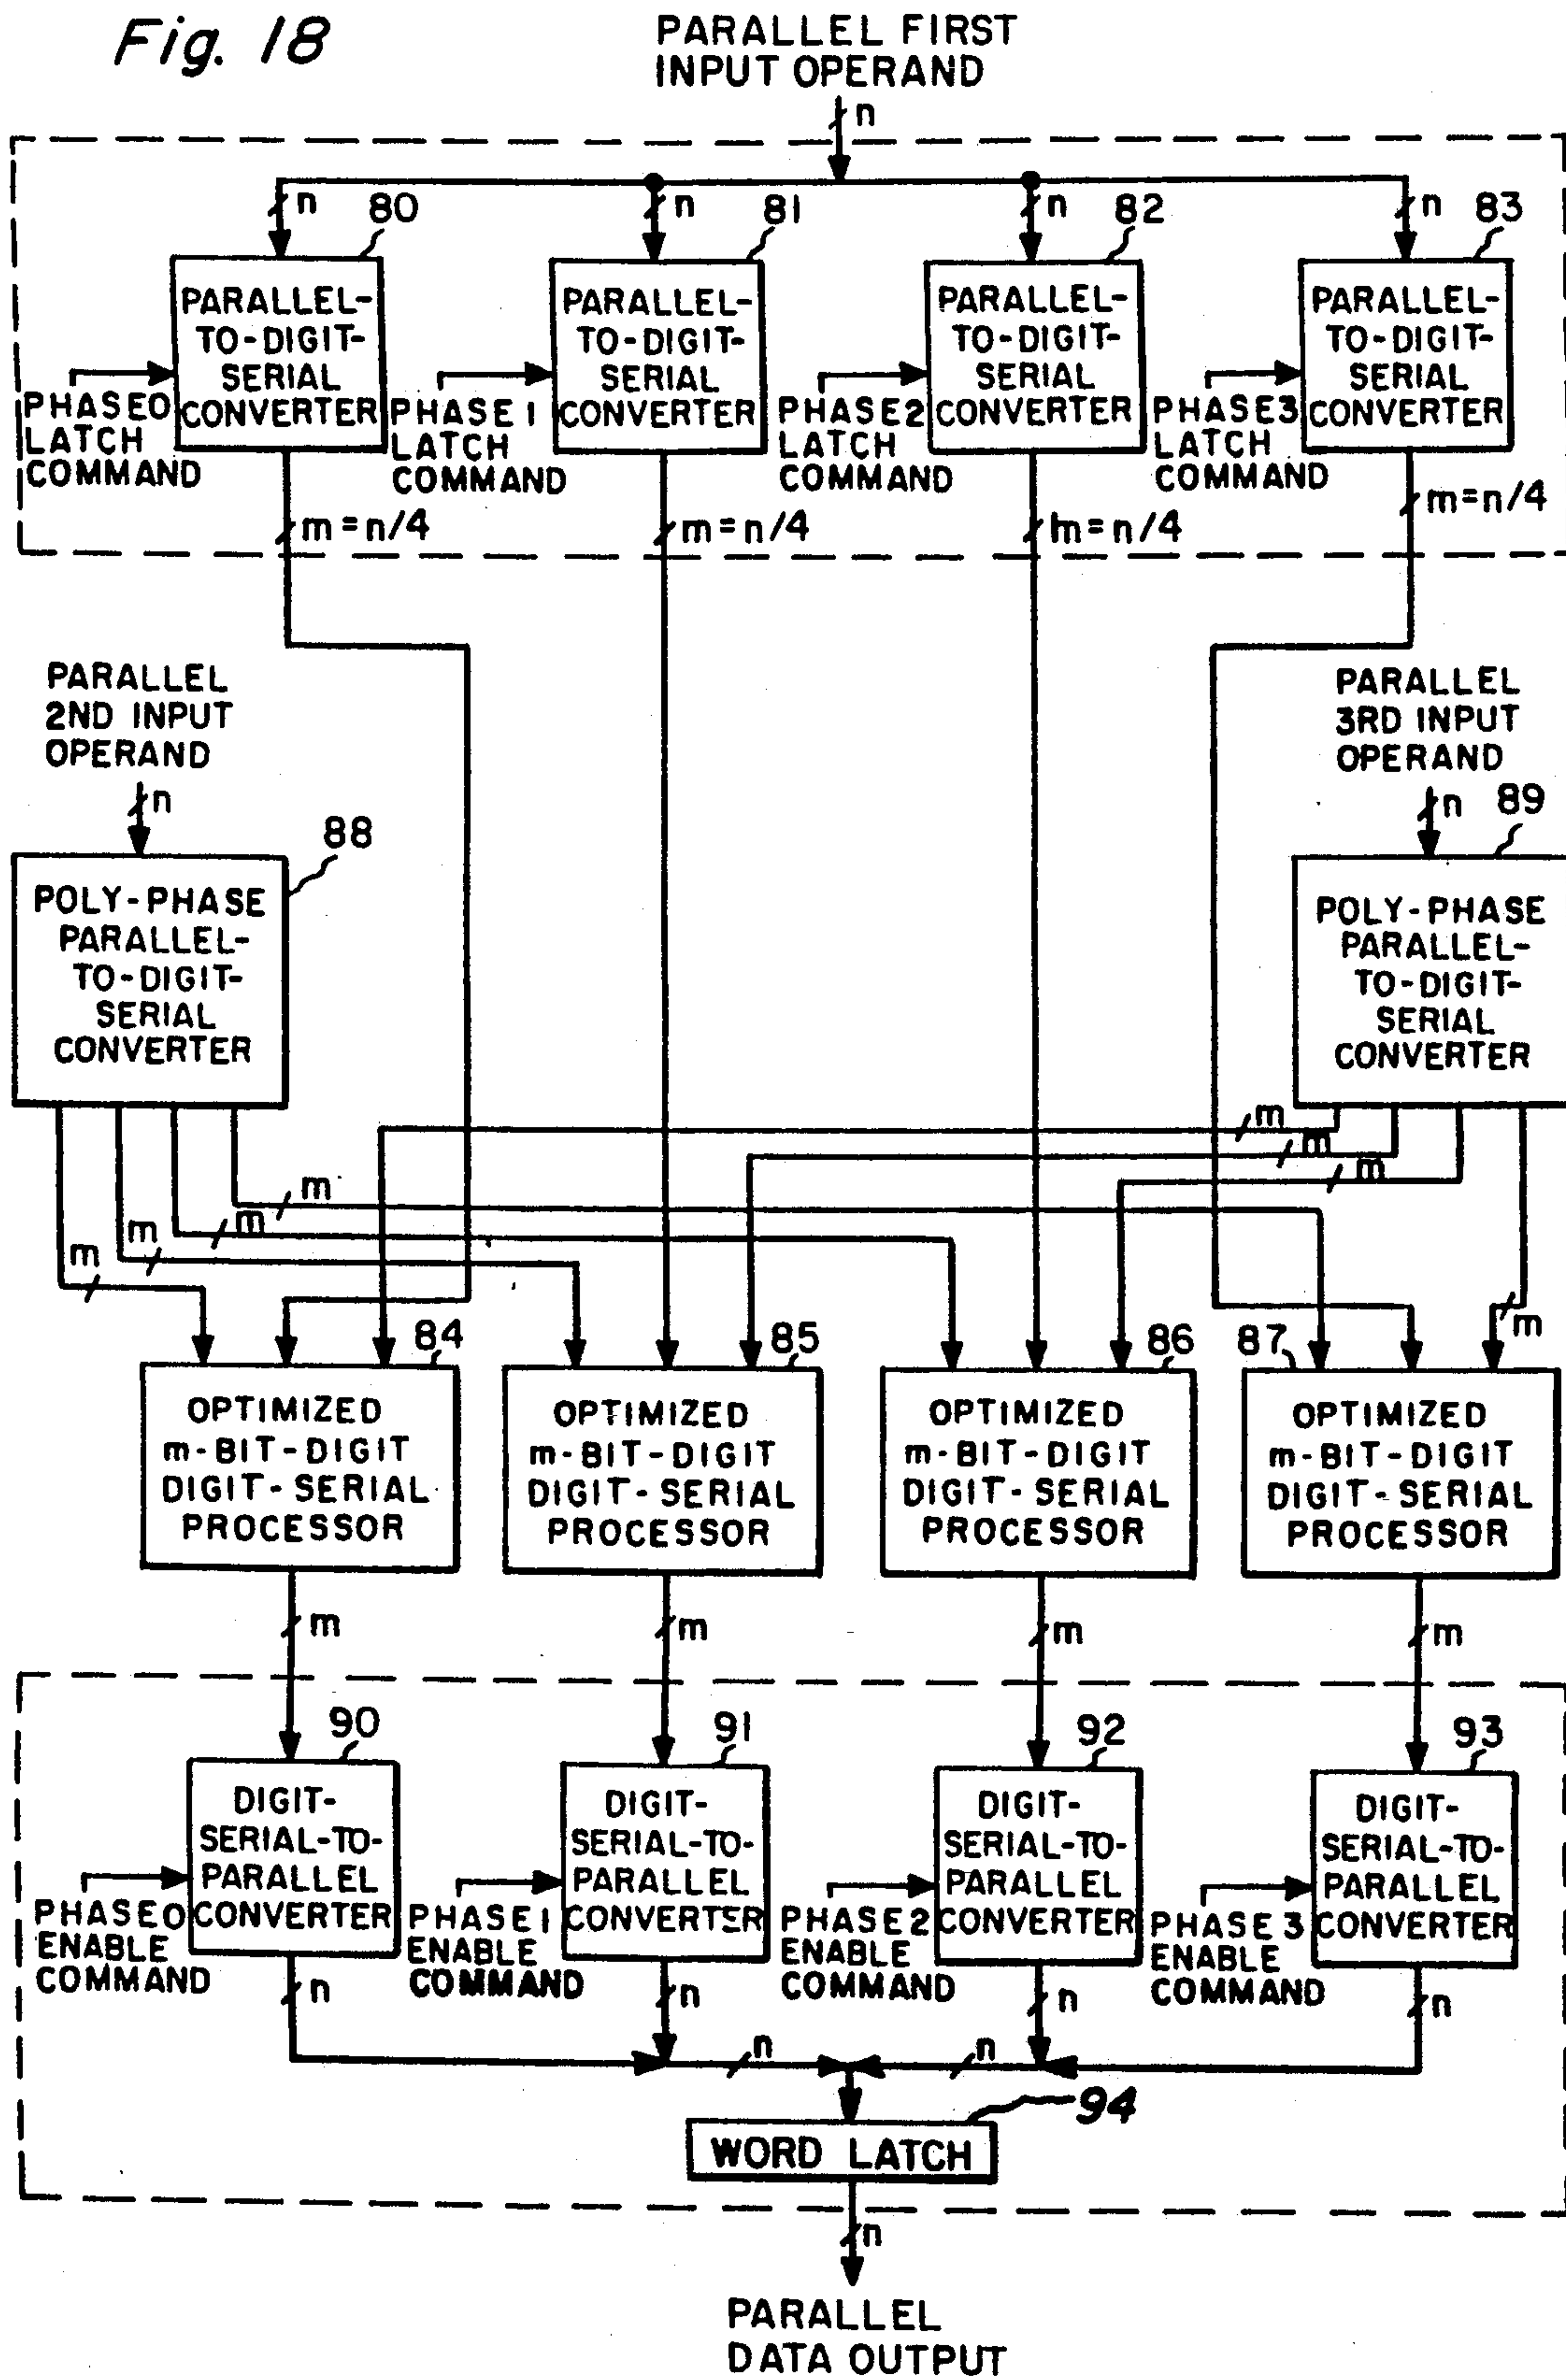 Fig. 18
PARALLEL FIRST
INPUT OPERAND
n
n
80
n
81
n
82
n
83
PARALLEL-
TO-DIGIT-
SERIAL
CONVERTER
PARALLEL-
TO-DIGIT-
SERIAL
CONVERTER
PARALLEL-
TO-DIGIT-
SERIAL
CONVERTER
PARALLEL-
TO-DIGIT-
SERIAL
CONVERTER
PHASE0
LATCH
COMMAND
PHASE 1
LATCH
COMMAND
PHASE2
LATCH
COMMAND
PHASE3
LATCH
COMMAND
m=n/4
m=n/4
m=n/4
m=n/4
PARALLEL
2ND INPUT
OPERAND
n
88
PARALLEL
3RD INPUT
OPERAND
n
89
POLY-PHASE
PARALLEL-
TO-DIGIT-
SERIAL
CONVERTER
POLY-PHASE
PARALLEL-
TO-DIGIT-
SERIAL
CONVERTER
m
m
m
m
m
m
m
m
84
85
86
87
OPTIMIZED
m-BIT-DIGIT
DIGIT-SERIAL
PROCESSOR
OPTIMIZED
m-BIT-DIGIT
DIGIT-SERIAL
PROCESSOR
OPTIMIZED
m-BIT-DIGIT
DIGIT-SERIAL
PROCESSOR
OPTIMIZED
m-BIT-DIGIT
DIGIT-SERIAL
PROCESSOR
m
m
m
m
90
91
92
93
DIGIT-
SERIAL-TO-
PARALLEL
CONVERTER
DIGIT-
SERIAL-TO-
PARALLEL
CONVERTER
DIGIT-
SERIAL-TO-
PARALLEL
CONVERTER
DIGIT-
SERIAL-TO-
PARALLEL
CONVERTER
PHASE0
ENABLE
COMMAND
PHASE 1
ENABLE
COMMAND
PHASE2
ENABLE
COMMAND
PHASE 3
ENABLE
COMMAND
n
n
n
n
n
n
94
WORD LATCH
n
PARALLEL
DATA OUTPUT